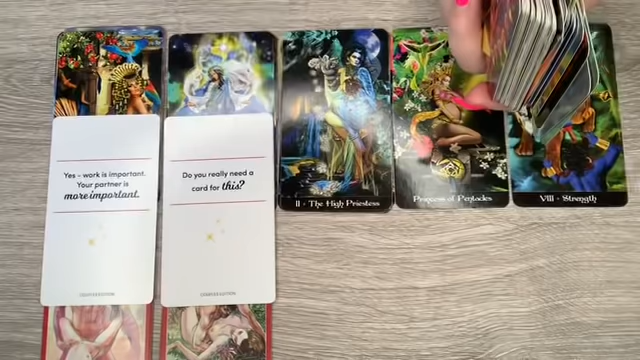 Yes - work is important.
Your partner is
more important.
Do you really need a
card for this?
II - The High Priestess
Princess of Pentacles
VIII - Strength